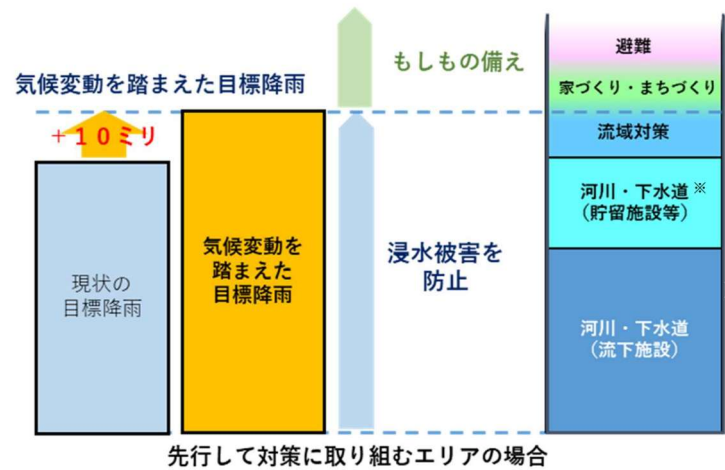 気候変動を踏まえた目標降雨
＋１０ミリ
現状の
目標降雨
気候変動を
踏まえた
目標降雨
もしもの備え
浸水被害を
防止
避難
家づくり・まちづくり
流域対策
河川・下水道※
（貯留施設等）
河川・下水道
（流下施設）
先行して対策に取り組むエリアの場合